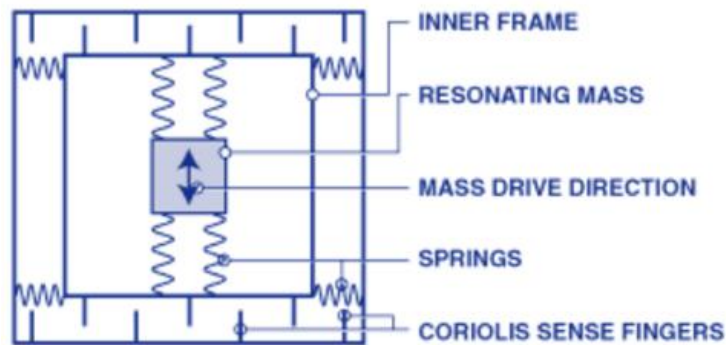 INNER FRAME
RESONATING MASS
MASS DRIVE DIRECTION
SPRINGS
CORIOLIS SENSE FINGERS